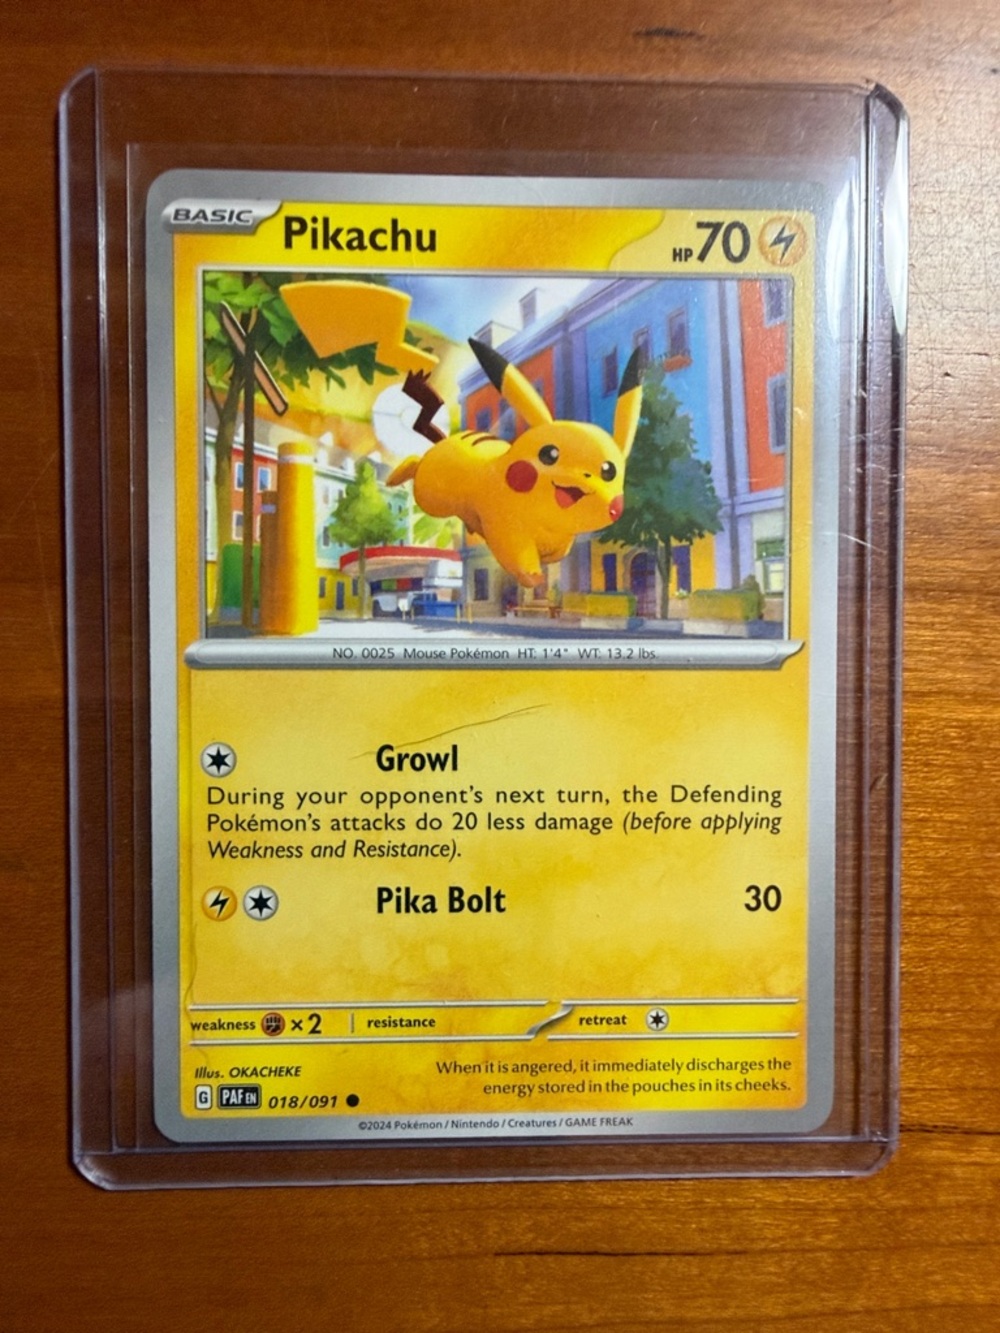 BASIC Pikachu HP 70
NO. 0025 Mouse Pokémon HT: 1'4" WT: 13.2 lbs.
Growl
During your opponent's next turn, the Defending
Pokémon's attacks do 20 less damage (before applying
Weakness and Resistance).
Pika Bolt 30
weakness ×2 resistance retreat
Illus. OKACHEKE
When it is angered, it immediately discharges the
energy stored in the pouches in its cheeks.
G PAF EN 018/091
©2024 Pokémon / Nintendo / Creatures / GAME FREAK